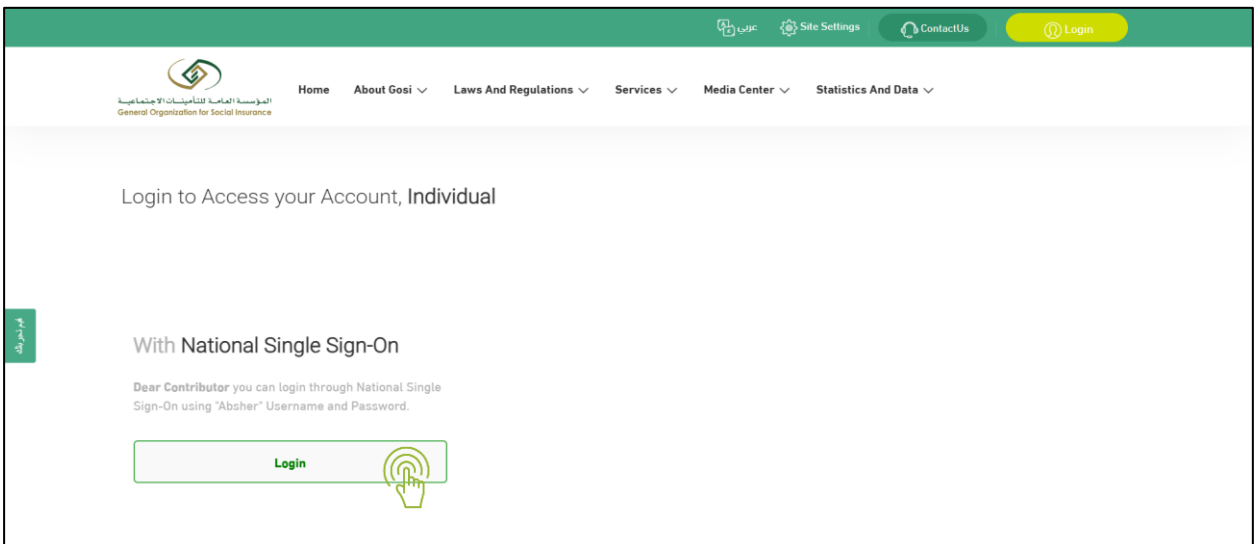 عربي
Site Settings
ContactUs
Login
المؤسسة العامة للتأمينات الاجتماعية
General Organization for Social Insurance
Home
About Gosi
Laws And Regulations
Services
Media Center
Statistics And Data
Login to Access your Account, Individual
قيم تجربتك
With National Single Sign-On
Dear Contributor you can login through National Single
Sign-On using "Absher" Username and Password.
Login